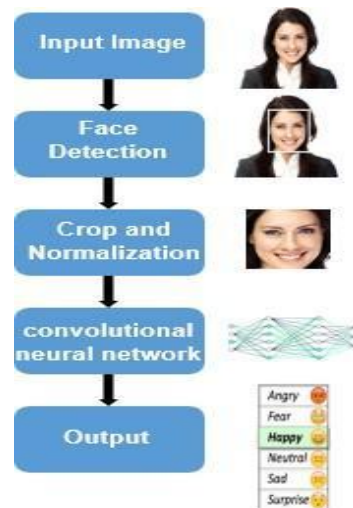 Input Image
Face
Detection
Crop and
Normalization
convolutional
neural network
Output
Angry
Fear
Happy
Neutral
Sad
Surprise